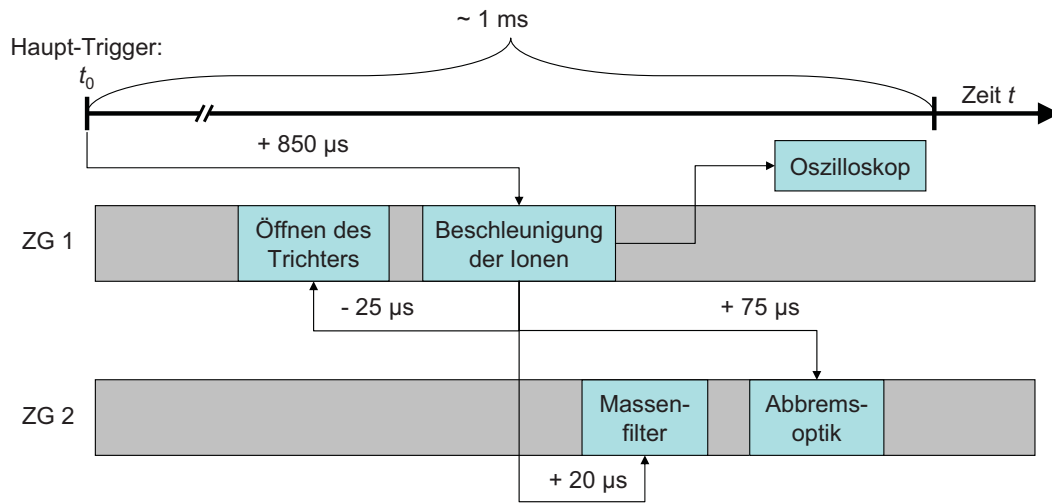 ~ 1 ms
Haupt-Trigger:
t0
Zeit t
+ 850 µs
Oszilloskop
ZG 1
Öffnen des
Trichters
Beschleunigung
der Ionen
- 25 µs
+ 75 µs
ZG 2
Massen-
filter
Abbrems-
optik
+ 20 µs